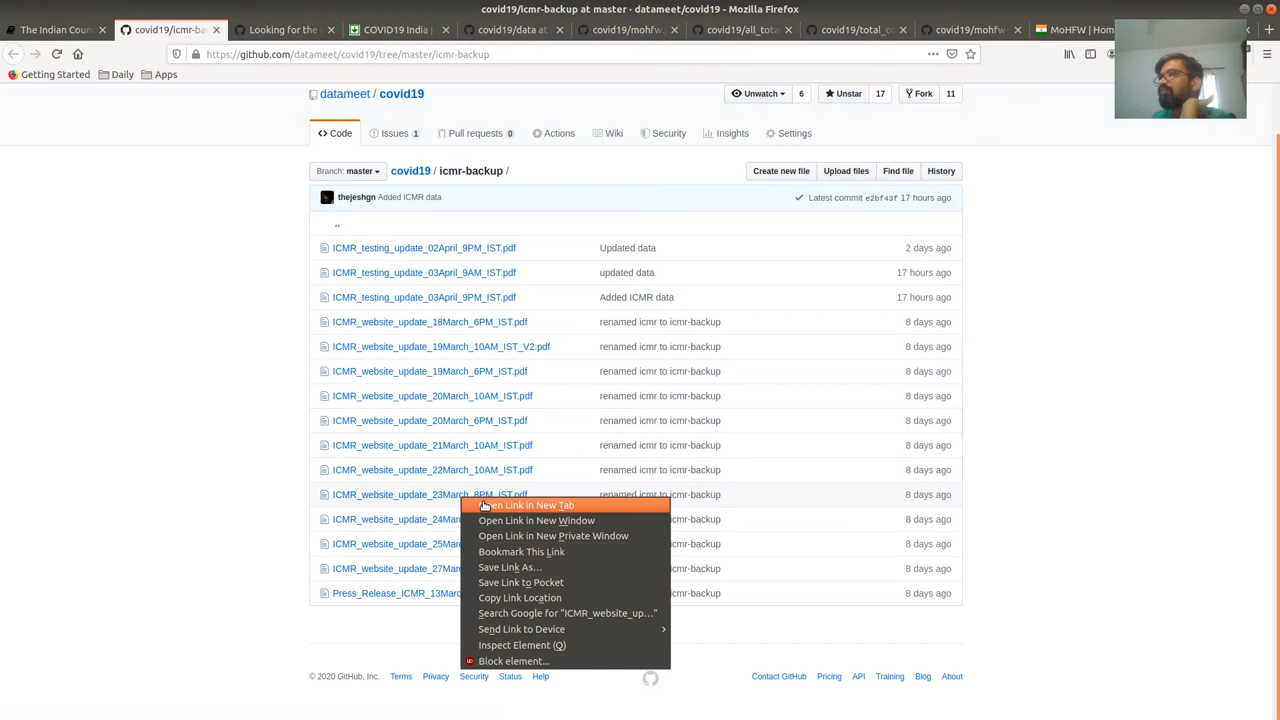 covid19/icmr-backup at master - datameet/covid19 - Mozilla Firefox
The Indian Counc
covid19/icmr-ba
Looking for the
COVID19 India |
covid19/data at
covid19/mohfw.
covid19/all_tota
covid19/total_c
covid19/mohfw-
MoHFW | Hom
https://github.com/datameet/covid19/tree/master/icmr-backup
Getting Started Daily Apps
datameet / covid19
Unwatch 6 Unstar 17 Fork 11
Code Issues 1 Pull requests 0 Actions Wiki Security Insights Settings
Branch: master covid19 / icmr-backup / Create new file Upload files Find file History
thejeshgn Added ICMR data Latest commit e2bf43f 17 hours ago
..
ICMR_testing_update_02April_9PM_IST.pdf Updated data 2 days ago
ICMR_testing_update_03April_9AM_IST.pdf updated data 17 hours ago
ICMR_testing_update_03April_9PM_IST.pdf Added ICMR data 17 hours ago
ICMR_website_update_18March_6PM_IST.pdf renamed icmr to icmr-backup 8 days ago
ICMR_website_update_19March_10AM_IST_V2.pdf renamed icmr to icmr-backup 8 days ago
ICMR_website_update_19March_6PM_IST.pdf renamed icmr to icmr-backup 8 days ago
ICMR_website_update_20March_10AM_IST.pdf renamed icmr to icmr-backup 8 days ago
ICMR_website_update_20March_6PM_IST.pdf renamed icmr to icmr-backup 8 days ago
ICMR_website_update_21March_10AM_IST.pdf renamed icmr to icmr-backup 8 days ago
ICMR_website_update_22March_10AM_IST.pdf renamed icmr to icmr-backup 8 days ago
ICMR_website_update_23March_8PM_IST.pdf renamed icmr to icmr-backup 8 days ago
ICMR_website_update_24Mar 8 days ago
ICMR_website_update_25Mar 8 days ago
ICMR_website_update_27Mar 8 days ago
Press_Release_ICMR_13Marc 8 days ago
Open Link in New Tab
Open Link in New Window
Open Link in New Private Window
Bookmark This Link
Save Link As…
Save Link to Pocket
Copy Link Location
Search Google for “ICMR_website_up…”
Send Link to Device
Inspect Element (Q)
Block element...
© 2020 GitHub, Inc. Terms Privacy Security Status Help Contact GitHub Pricing API Training Blog About